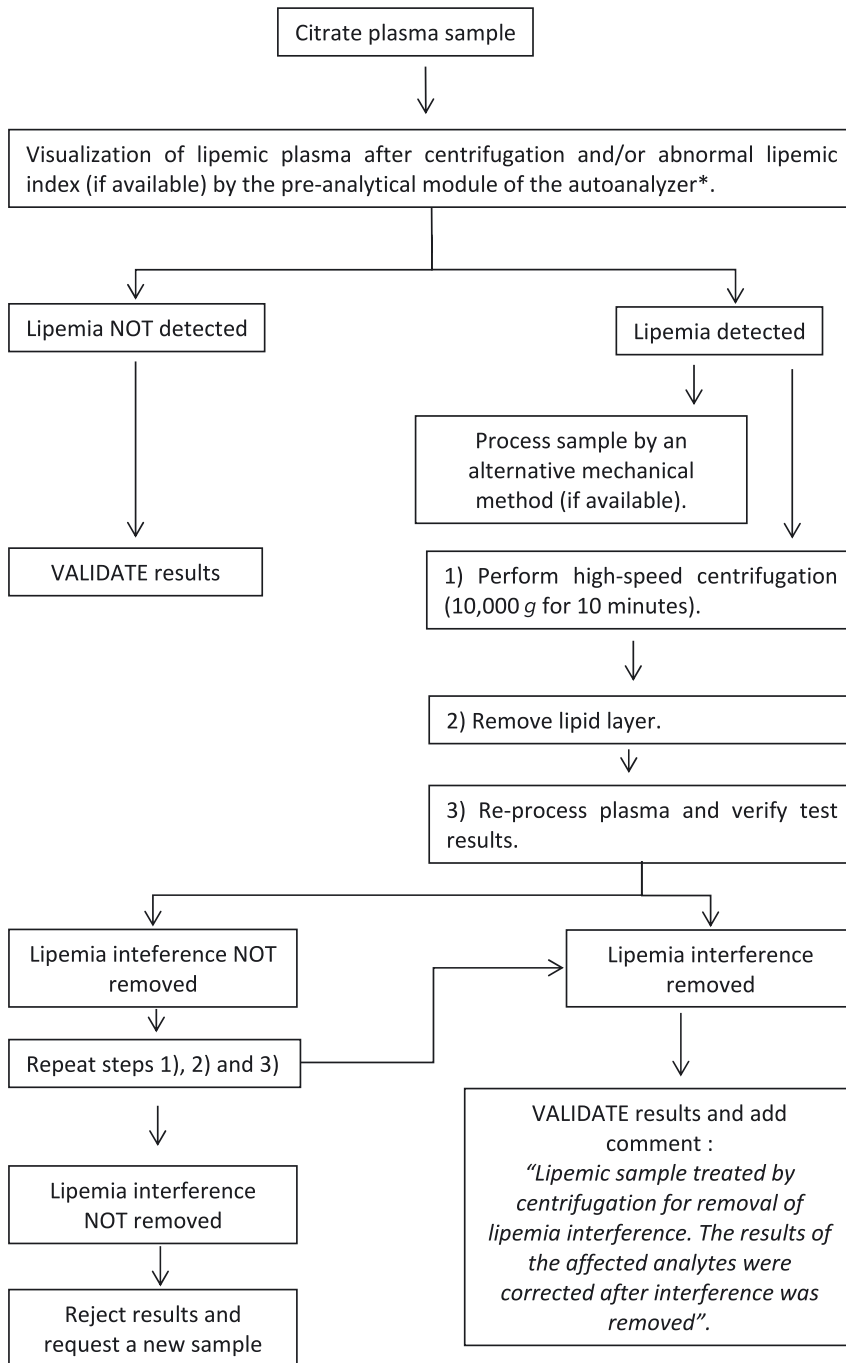 Citrate plasma sample
Visualization of lipemic plasma after centrifugation and/or abnormal lipemic
index (if available) by the pre-analytical module of the autoanalyzer*.
Lipemia NOT detected
Lipemia detected
Process sample by an
alternative mechanical
method (if available).
VALIDATE results
1) Perform high-speed centrifugation
(10,000 g for 10 minutes).
2) Remove lipid layer.
3) Re-process plasma and verify test
results.
Lipemia inteference NOT
removed
Lipemia interference
removed
Repeat steps 1), 2) and 3)
VALIDATE results and add
comment :
“Lipemic sample treated by
centrifugation for removal of
lipemia interference. The results of
the affected analytes were
corrected after interference was
removed”.
Lipemia interference
NOT removed
Reject results and
request a new sample